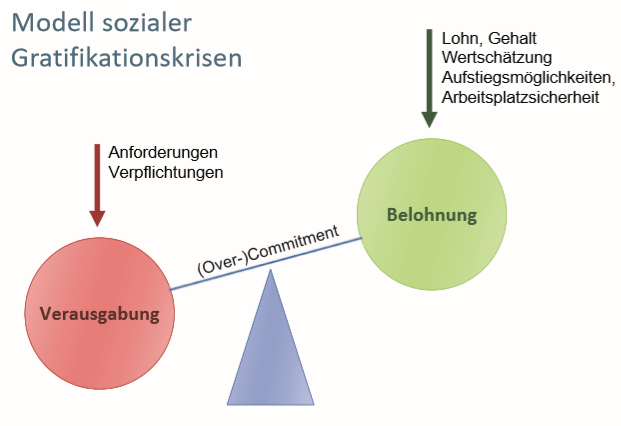 Modell sozialer
Gratifikationskrisen
Lohn, Gehalt
Wertschätzung
Aufstiegsmöglichkeiten,
Arbeitsplatzsicherheit
Anforderungen
Verpflichtungen
Belohnung
(Over-)Commitment
Verausgabung